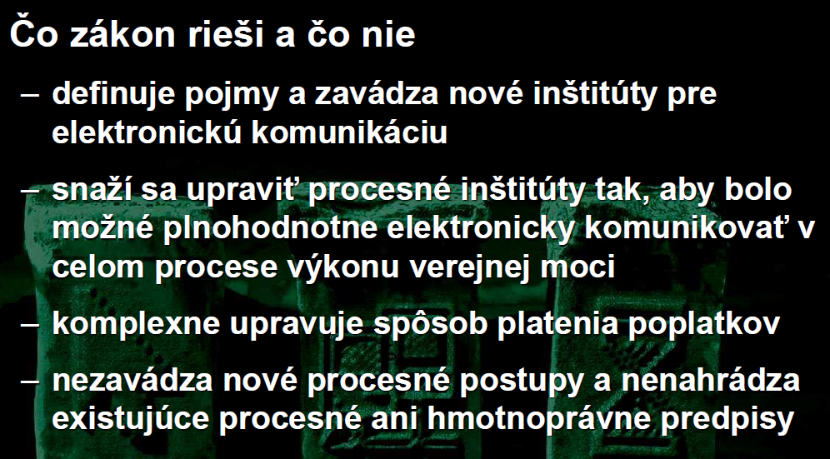 Čo zákon rieši a čo nie
– definuje pojmy a zavádza nové inštitúty pre
elektronickú komunikáciu
– snaží sa upraviť procesné inštitúty tak, aby bolo
možné plnohodnotne elektronicky komunikovať v
celom procese výkonu verejnej moci
– komplexne upravuje spôsob platenia poplatkov
– nezavádza nové procesné postupy a nenahrádza
existujúce procesné ani hmotnoprávne predpisy